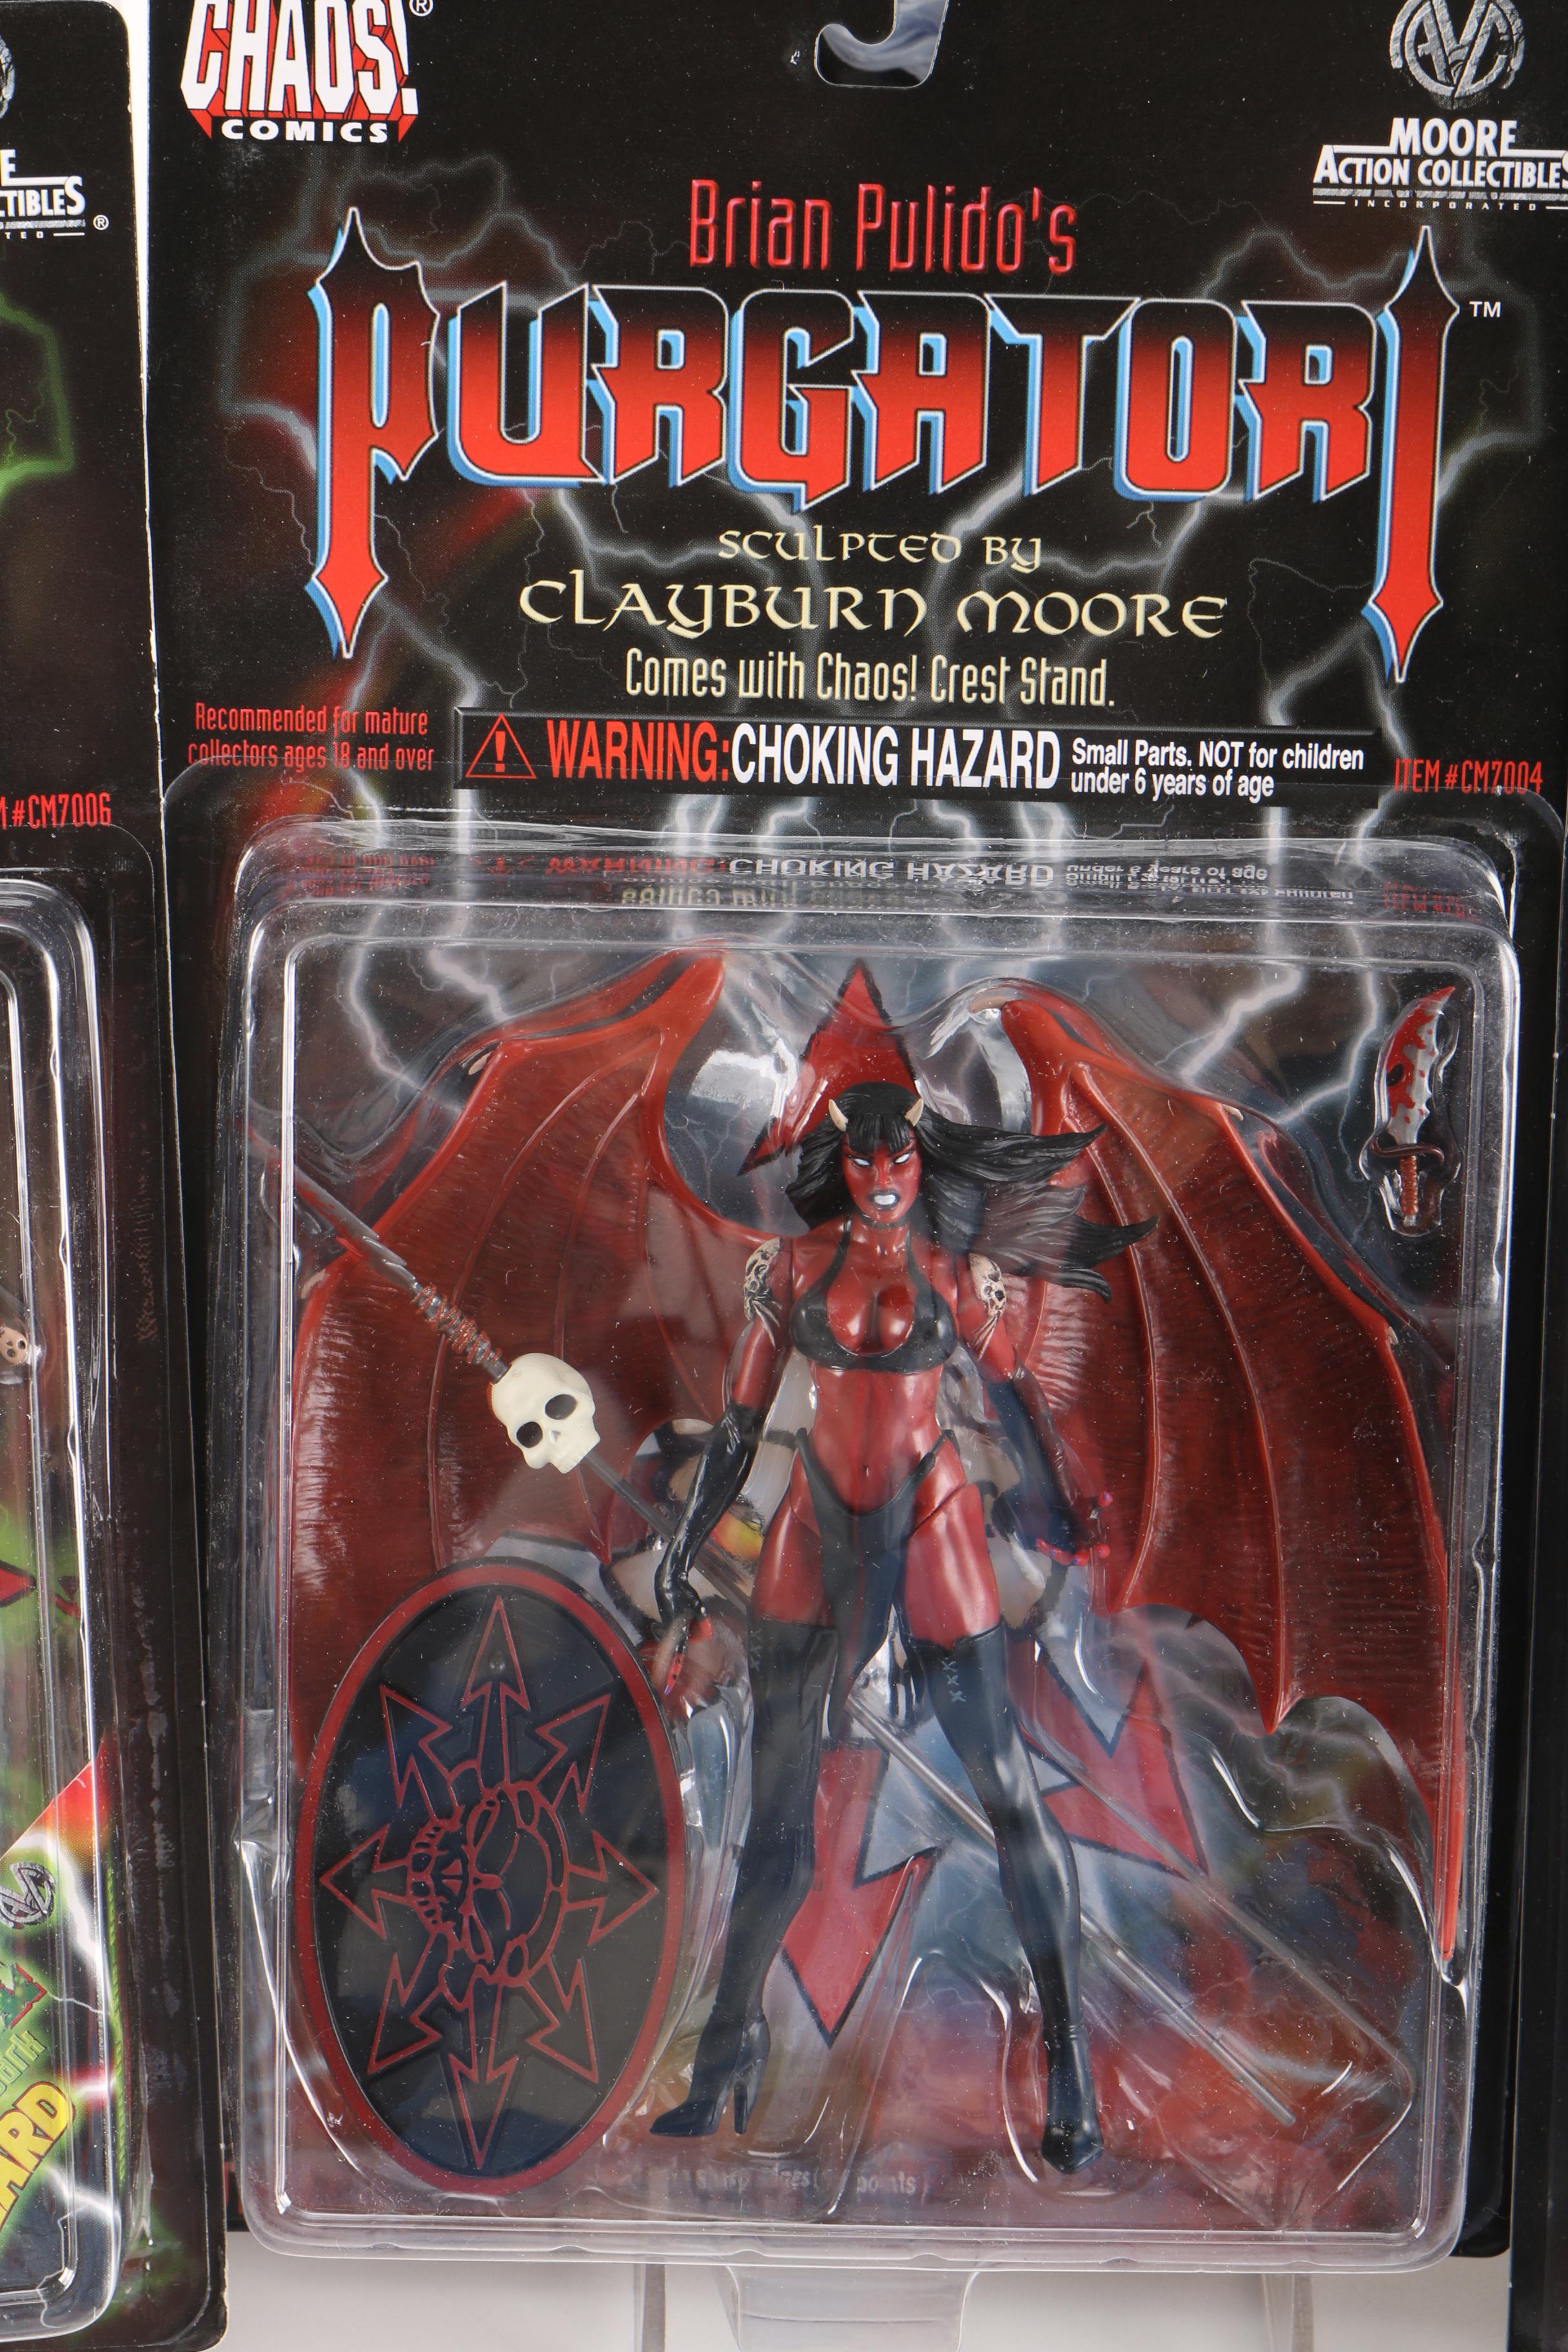 CHAOS!®
COMICS
MOORE
ACTION COLLECTIBLES
INCORPORATED
Brian Pulido's
PURGATORI™
SCULPTED BY
CLAYBURN MOORE
Comes with Chaos! Crest Stand.
Recommended for mature
collectors ages 18 and over
WARNING: CHOKING HAZARD
Small Parts. NOT for children
under 6 years of age
ITEM #CM7004
#CM7006
®